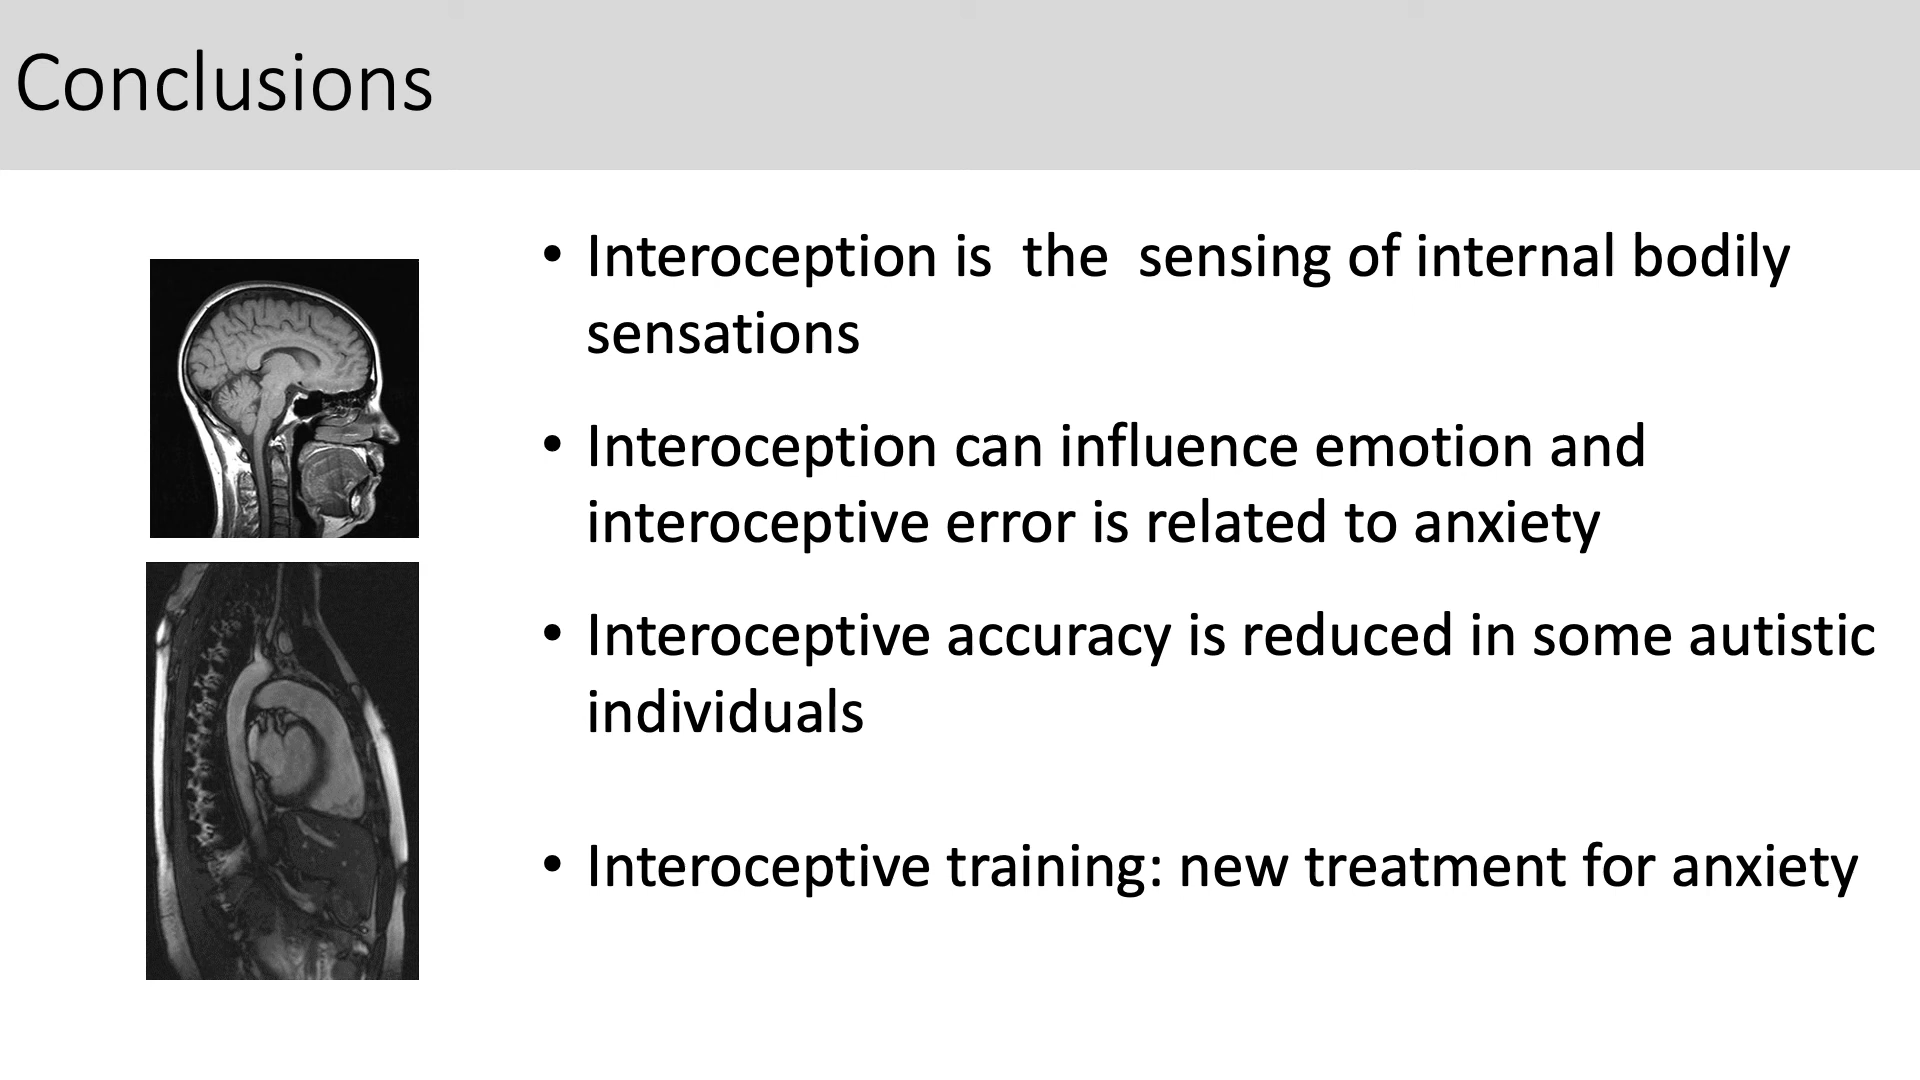 Conclusions
• Interoception is  the  sensing of internal bodily
sensations
• Interoception can influence emotion and
interoceptive error is related to anxiety
• Interoceptive accuracy is reduced in some autistic
individuals
• Interoceptive training: new treatment for anxiety